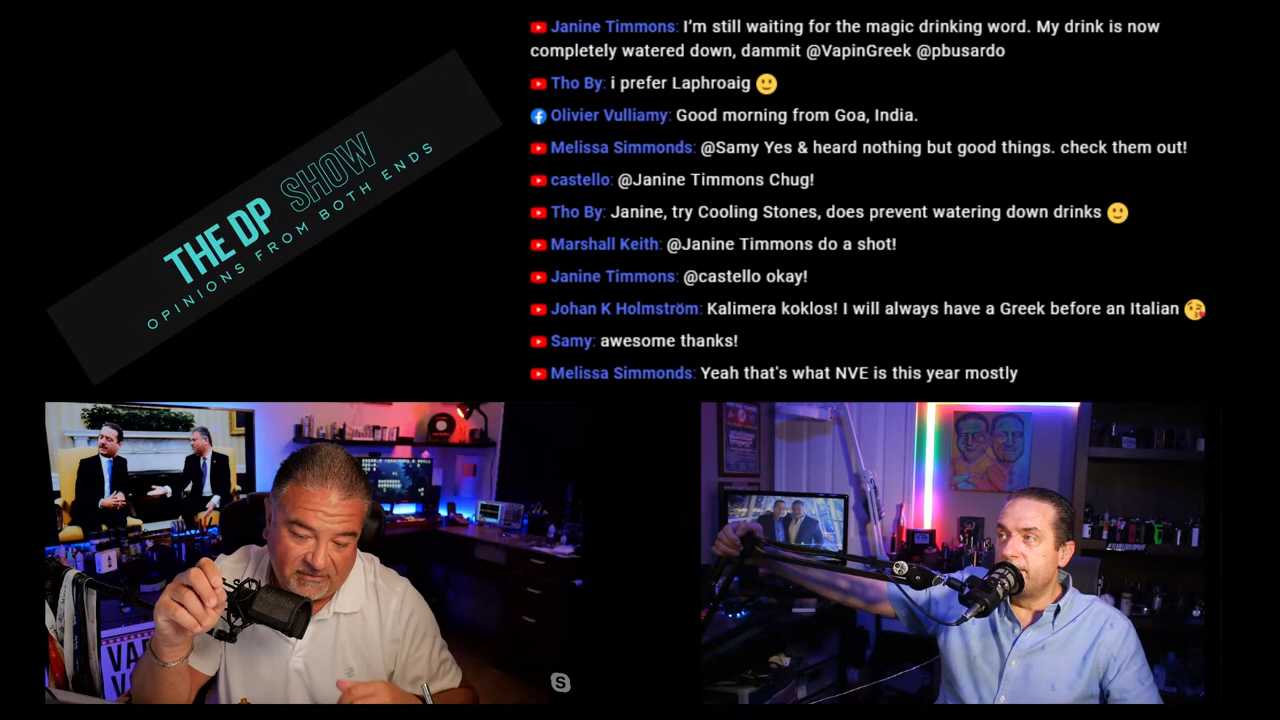 Janine Timmons: I'm still waiting for the magic drinking word. My drink is now
completely watered down, dammit @VapinGreek @pbusardo
Tho By: i prefer Laphroaig 🙂
Olivier Vulliamy: Good morning from Goa, India.
Melissa Simmonds: @Samy Yes & heard nothing but good things. check them out!
castello: @Janine Timmons Chug!
Tho By: Janine, try Cooling Stones, does prevent watering down drinks 🙂
Marshall Keith: @Janine Timmons do a shot!
Janine Timmons: @castello okay!
Johan K Holmström: Kalimera koklos! I will always have a Greek before an Italian 😘
Samy: awesome thanks!
Melissa Simmonds: Yeah that's what NVE is this year mostly
THE DP SHOW
OPINIONS FROM BOTH ENDS
S